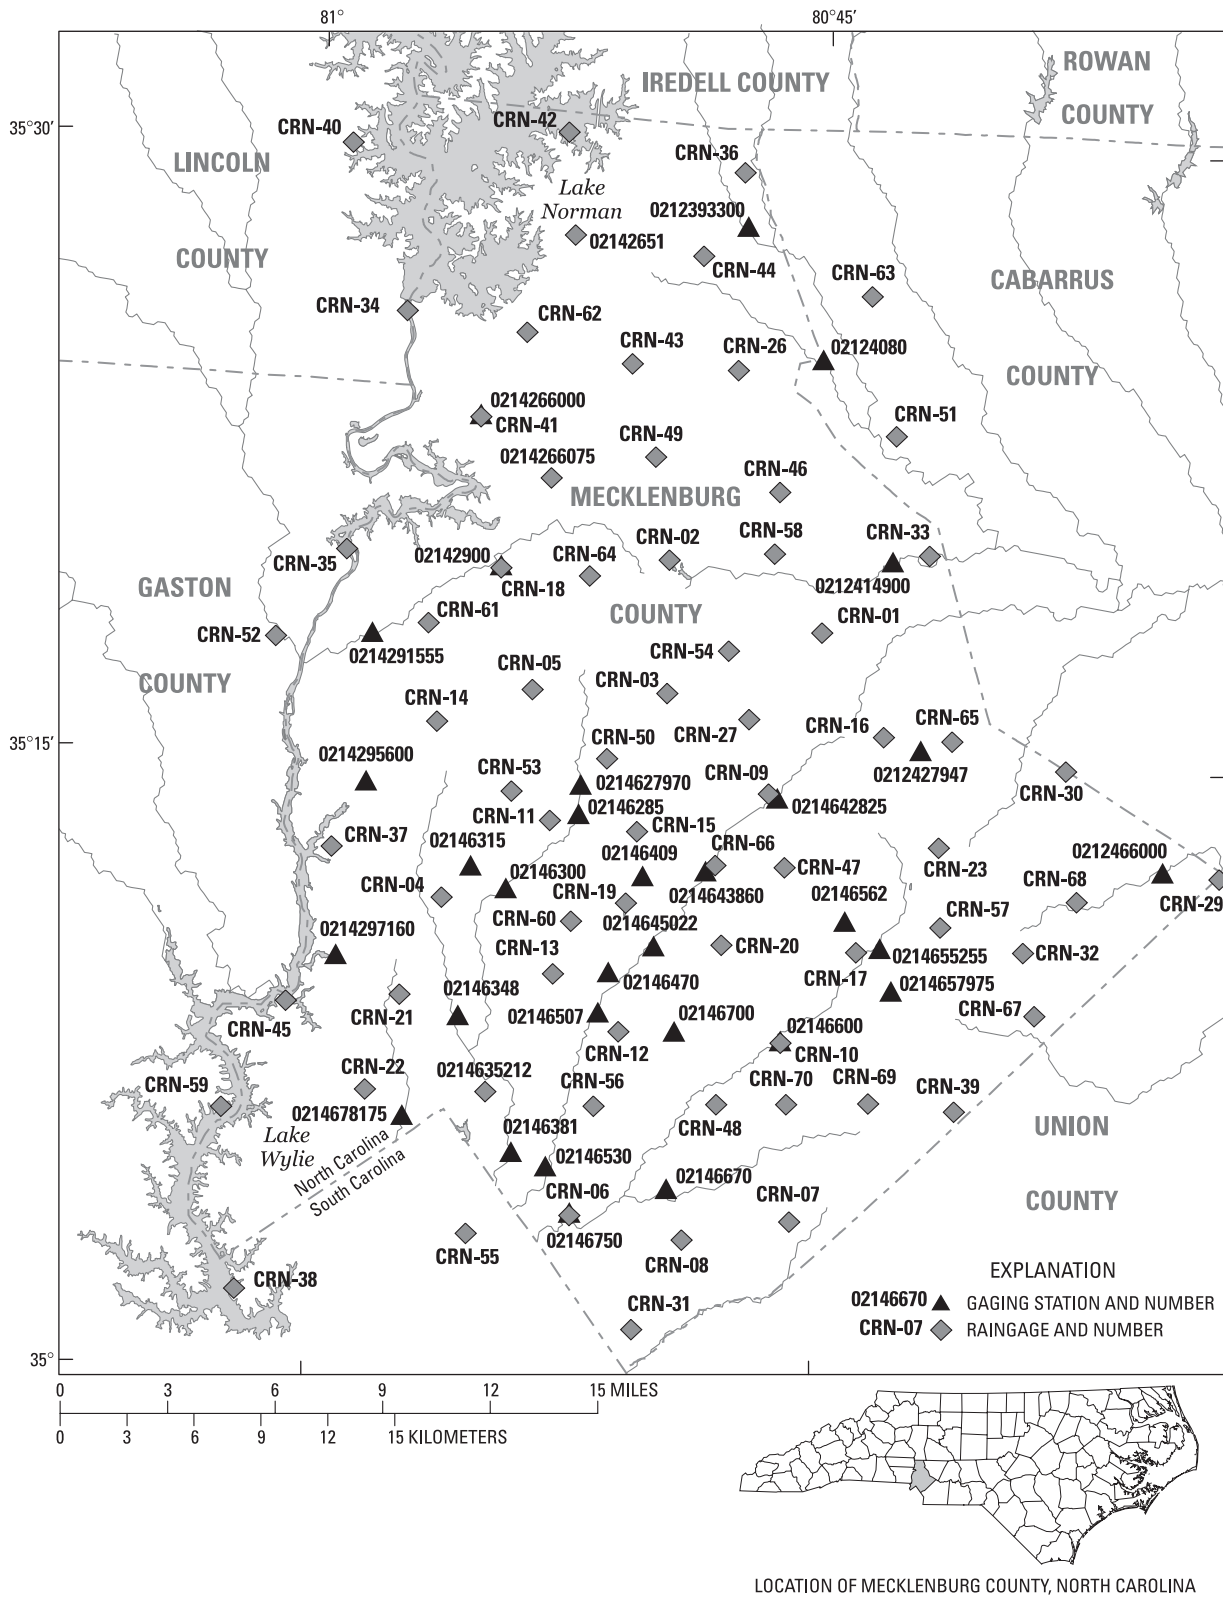 81°
80°45′
ROWAN
IREDELL COUNTY
COUNTY
35°30′
CRN-40
CRN-42
CRN-36
LINCOLN
Lake
Norman
0212393300
02142651
COUNTY
CRN-44
CRN-63
CABARRUS
CRN-34
CRN-62
CRN-43
CRN-26
02124080
COUNTY
0214266000
CRN-41
CRN-51
CRN-49
0214266075
CRN-46
MECKLENBURG
CRN-35
02142900
CRN-64
CRN-02
CRN-58
CRN-33
GASTON
CRN-18
0212414900
CRN-61
COUNTY
CRN-01
CRN-52
0214291555
CRN-54
COUNTY
CRN-05
CRN-03
CRN-14
CRN-27
CRN-16
CRN-65
35°15′
0214295600
CRN-50
CRN-53
0214627970
CRN-09
0212427947
CRN-30
CRN-11
02146285
0214642825
CRN-37
02146315
CRN-15
CRN-66
02146409
CRN-47
CRN-23
0212466000
02146300
CRN-04
CRN-19
0214643860
02146562
CRN-68
CRN-29
CRN-60
0214645022
CRN-57
0214297160
CRN-13
CRN-20
0214655255
CRN-32
CRN-17
02146470
0214657975
02146348
CRN-45
CRN-21
02146507
02146700
CRN-67
02146600
CRN-12
CRN-10
CRN-59
CRN-22
0214635212
CRN-56
CRN-70
CRN-69
CRN-39
0214678175
CRN-48
Lake
Wylie
North Carolina
South Carolina
02146381
UNION
02146530
02146670
CRN-06
CRN-07
COUNTY
02146750
CRN-55
CRN-08
CRN-38
EXPLANATION
CRN-31
02146670 GAGING STATION AND NUMBER
CRN-07 RAINGAGE AND NUMBER
35°
0 3 6 9 12 15 MILES
0 3 6 9 12 15 KILOMETERS
LOCATION OF MECKLENBURG COUNTY, NORTH CAROLINA